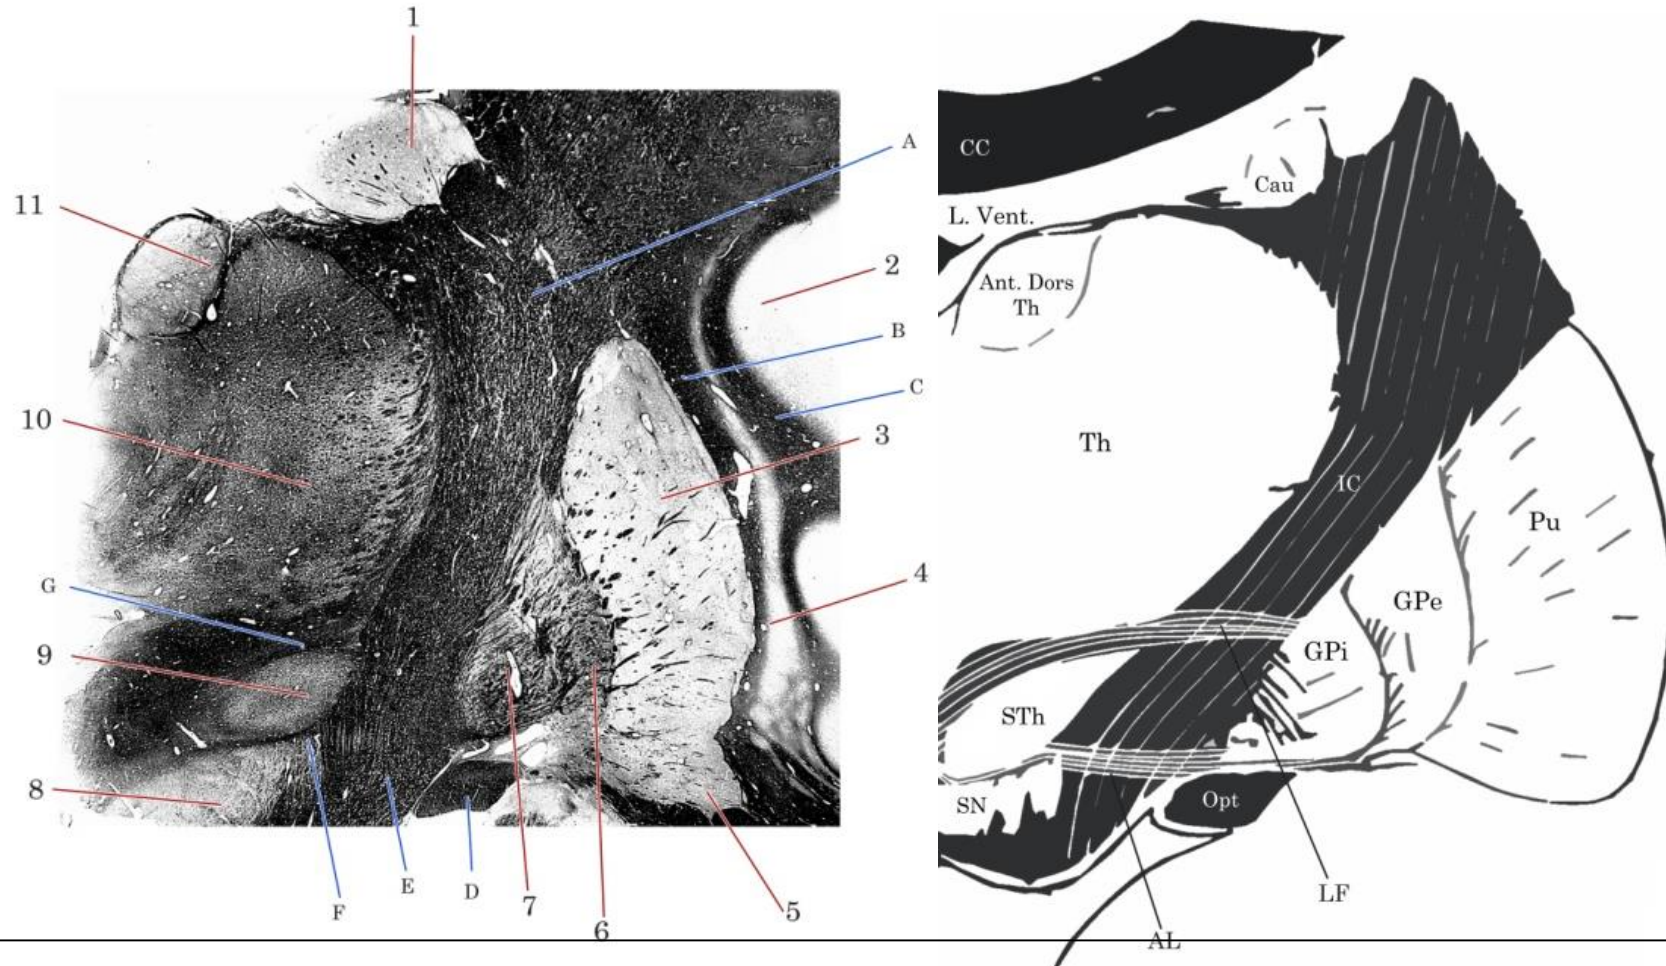 1
A
11
2
B
C
10
3
G
4
9
8
E
D
F
7
5
6
CC
Cau
L. Vent.
Ant. Dors
Th
Th
IC
Pu
GPe
GPi
STh
SN
Opt
LF
AL